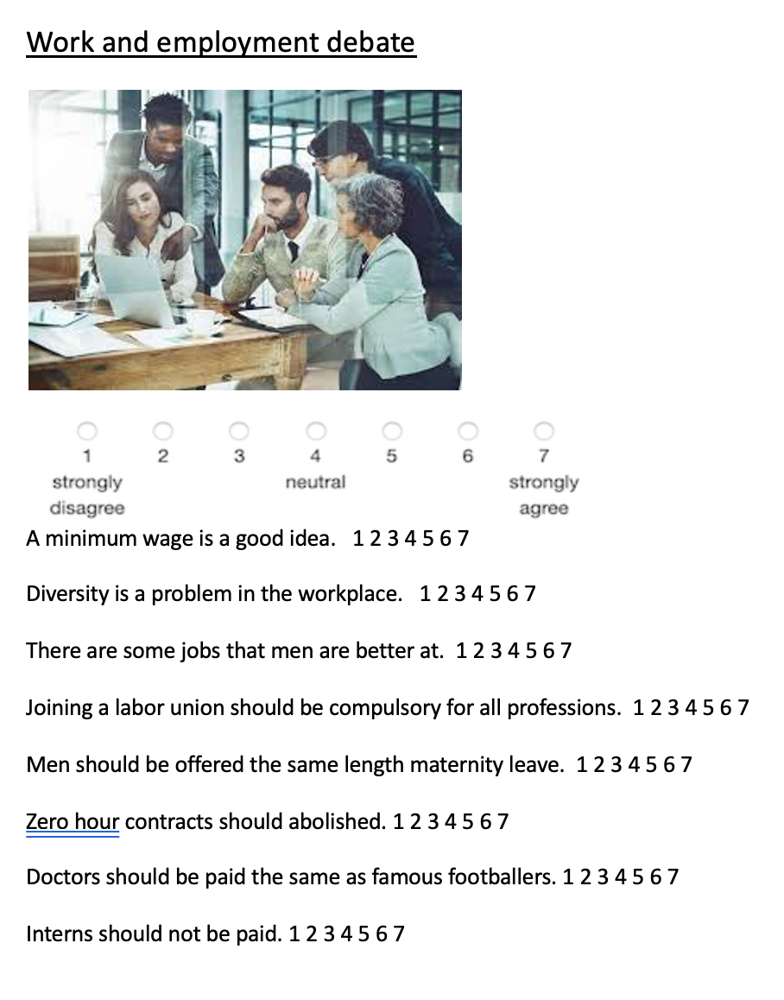 Work and employment debate
1 2 3 4 5 6 7
strongly disagree neutral strongly agree
A minimum wage is a good idea. 1 2 3 4 5 6 7
Diversity is a problem in the workplace. 1 2 3 4 5 6 7
There are some jobs that men are better at. 1 2 3 4 5 6 7
Joining a labor union should be compulsory for all professions. 1 2 3 4 5 6 7
Men should be offered the same length maternity leave. 1 2 3 4 5 6 7
Zero hour contracts should abolished. 1 2 3 4 5 6 7
Doctors should be paid the same as famous footballers. 1 2 3 4 5 6 7
Interns should not be paid. 1 2 3 4 5 6 7